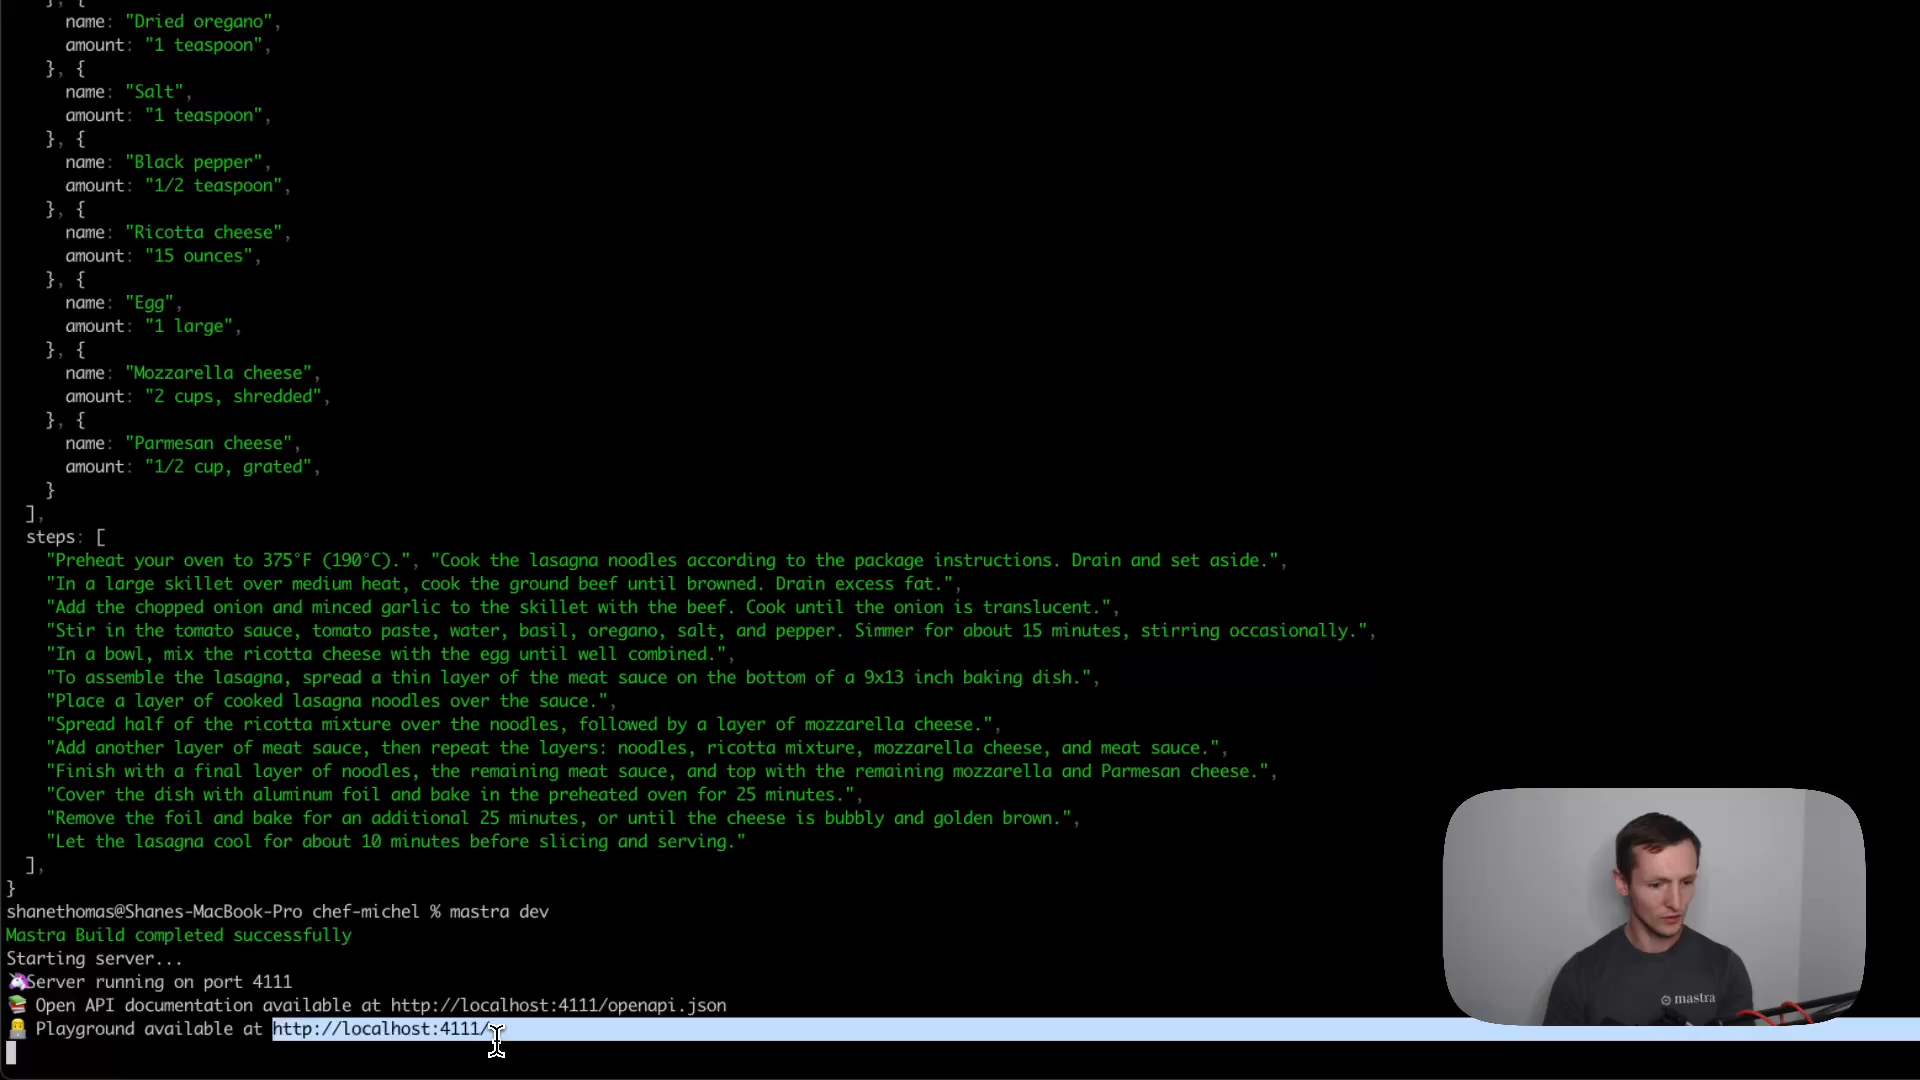 }, {
name: "Dried oregano",
amount: "1 teaspoon",
}, {
name: "Salt",
amount: "1 teaspoon",
}, {
name: "Black pepper",
amount: "1/2 teaspoon",
}, {
name: "Ricotta cheese",
amount: "15 ounces",
}, {
name: "Egg",
amount: "1 large",
}, {
name: "Mozzarella cheese",
amount: "2 cups, shredded",
}, {
name: "Parmesan cheese",
amount: "1/2 cup, grated",
}
],
steps: [
"Preheat your oven to 375°F (190°C).", "Cook the lasagna noodles according to the package instructions. Drain and set aside.",
"In a large skillet over medium heat, cook the ground beef until browned. Drain excess fat.",
"Add the chopped onion and minced garlic to the skillet with the beef. Cook until the onion is translucent.",
"Stir in the tomato sauce, tomato paste, water, basil, oregano, salt, and pepper. Simmer for about 15 minutes, stirring occasionally.",
"In a bowl, mix the ricotta cheese with the egg until well combined.",
"To assemble the lasagna, spread a thin layer of the meat sauce on the bottom of a 9x13 inch baking dish.",
"Place a layer of cooked lasagna noodles over the sauce.",
"Spread half of the ricotta mixture over the noodles, followed by a layer of mozzarella cheese.",
"Add another layer of meat sauce, then repeat the layers: noodles, ricotta mixture, mozzarella cheese, and meat sauce.",
"Finish with a final layer of noodles, the remaining meat sauce, and top with the remaining mozzarella and Parmesan cheese.",
"Cover the dish with aluminum foil and bake in the preheated oven for 25 minutes.",
"Remove the foil and bake for an additional 25 minutes, or until the cheese is bubbly and golden brown.",
"Let the lasagna cool for about 10 minutes before slicing and serving."
],
}
shanethomas@Shanes-MacBook-Pro chef-michel % mastra dev
Mastra Build completed successfully
Starting server...
🦄Server running on port 4111
📚 Open API documentation available at http://localhost:4111/openapi.json
👨‍💻 Playground available at http://localhost:4111/
mastra